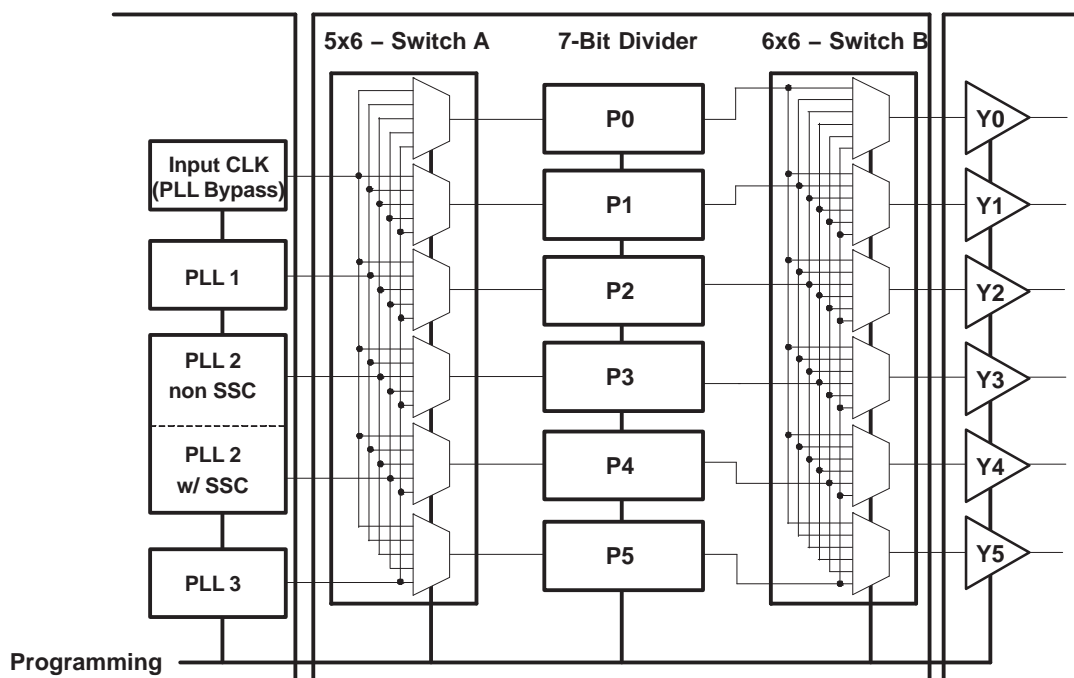 5x6 – Switch A
7-Bit Divider
6x6 – Switch B
Input CLK
(PLL Bypass)
PLL 1
PLL 2
non SSC
PLL 2
w/ SSC
PLL 3
P0
P1
P2
P3
P4
P5
Y0
Y1
Y2
Y3
Y4
Y5
Programming